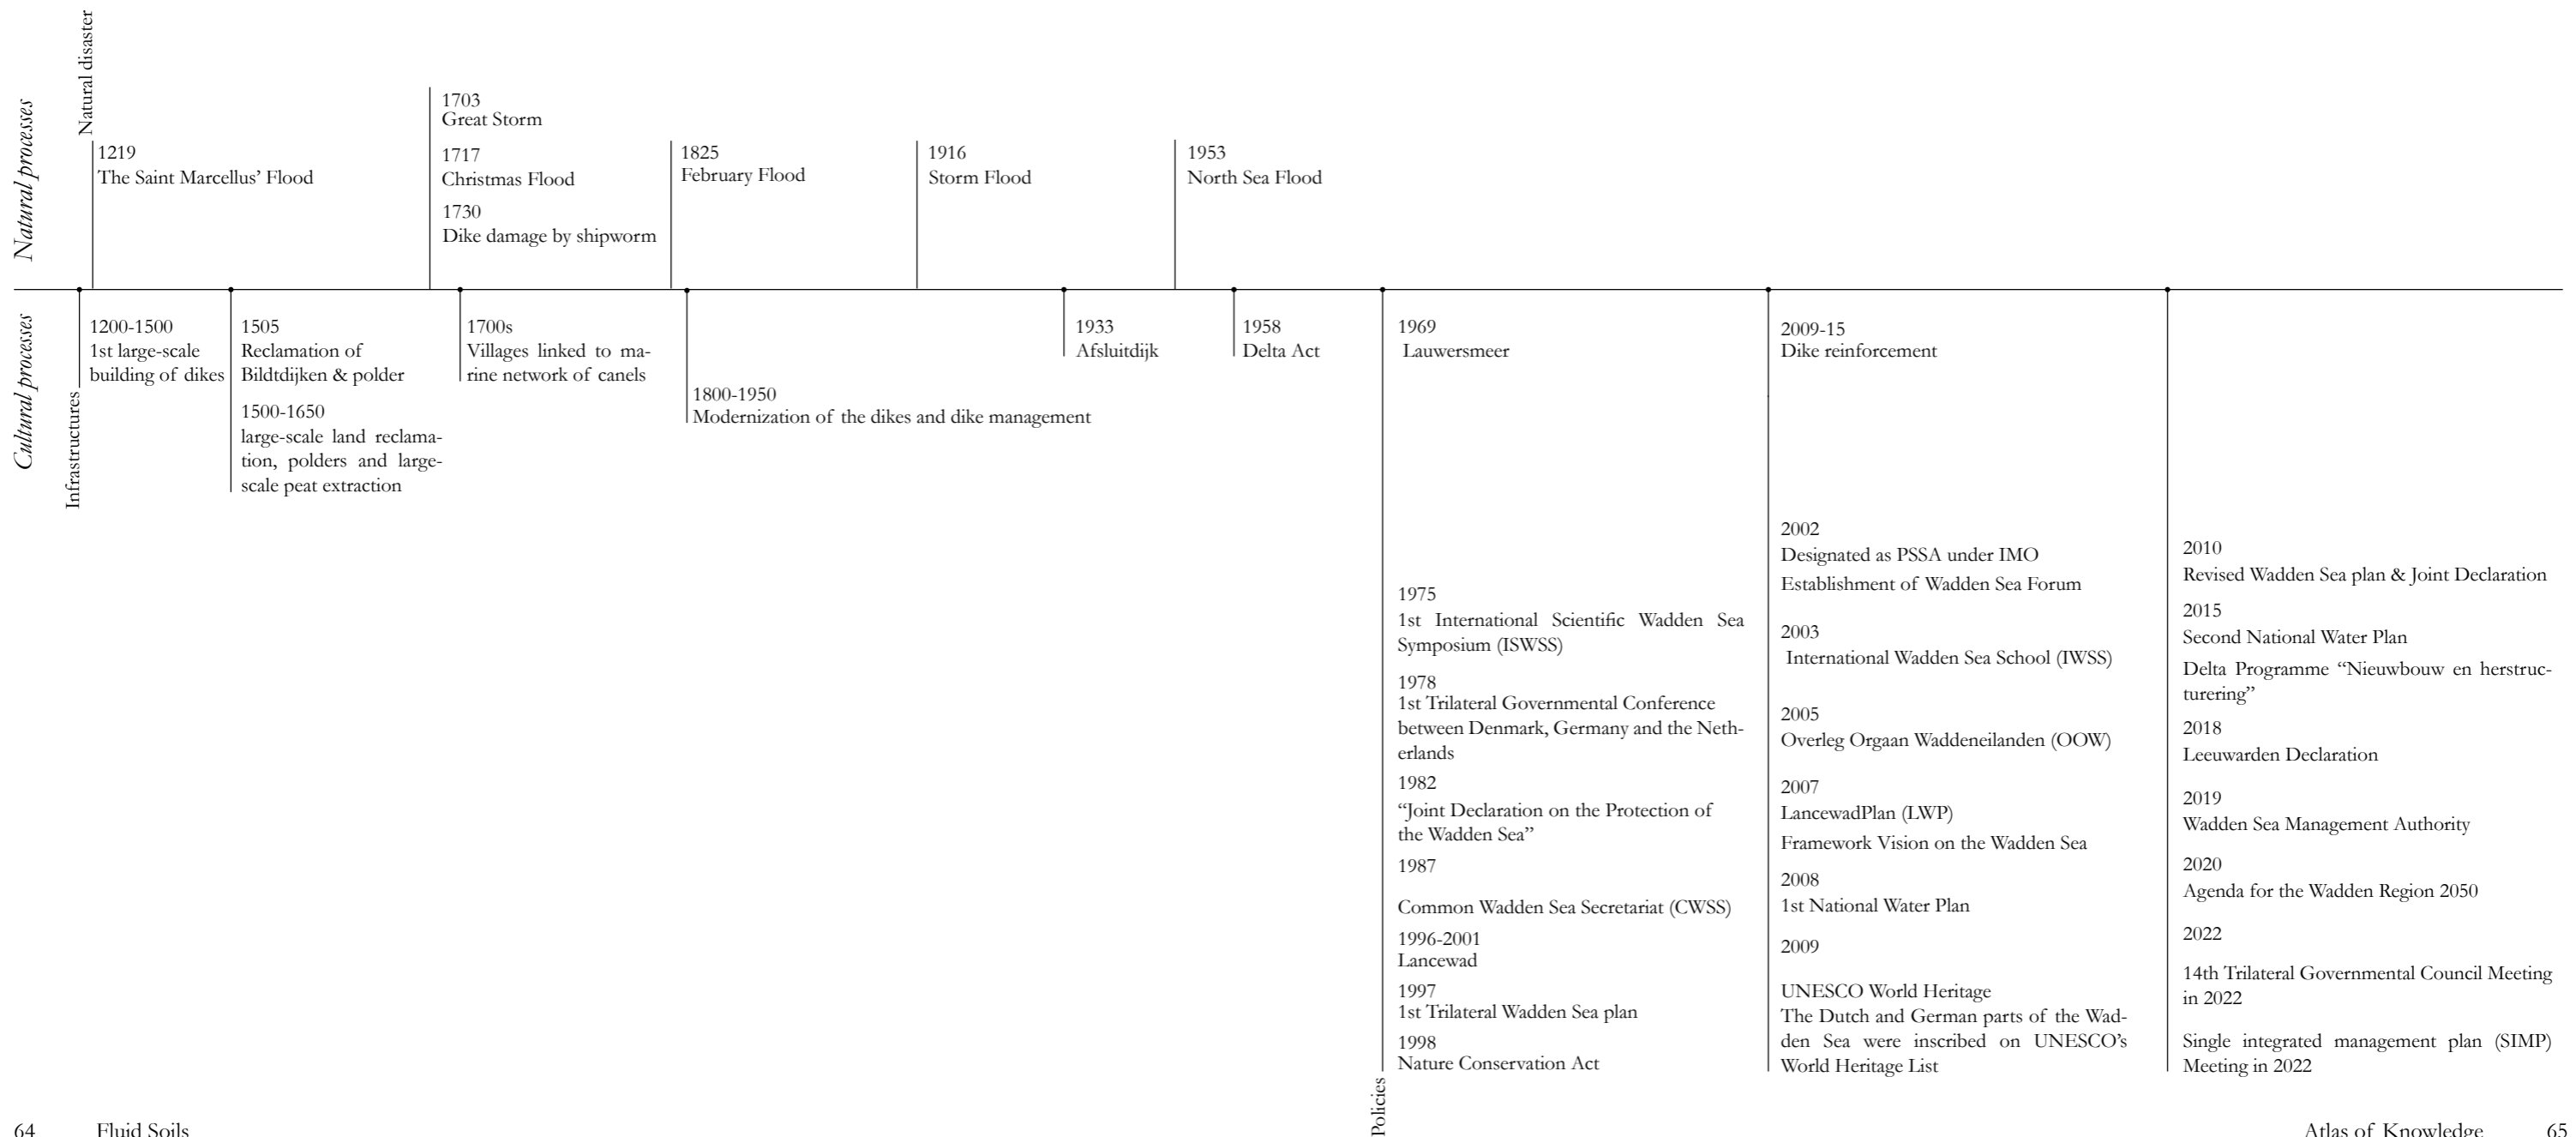 Natural processes
Natural disaster
1219
The Saint Marcellus’ Flood
1703
Great Storm
1717
Christmas Flood
1730
Dike damage by shipworm
1825
February Flood
1916
Storm Flood
1953
North Sea Flood
Cultural processes
Infrastructures
1200-1500
1st large-scale
building of dikes
1505
Reclamation of
Bildtdijken & polder
1500-1650
large-scale land reclama-
tion, polders and large-
scale peat extraction
1700s
Villages linked to ma-
rine network of canels
1800-1950
Modernization of the dikes and dike management
1933
Afsluitdijk
1958
Delta Act
1969
Lauwersmeer
2009-15
Dike reinforcement
Policies
1975
1st International Scientific Wadden Sea
Symposium (ISWSS)
1978
1st Trilateral Governmental Conference
between Denmark, Germany and the Neth-
erlands
1982
“Joint Declaration on the Protection of
the Wadden Sea”
1987
Common Wadden Sea Secretariat (CWSS)
1996-2001
Lancewad
1997
1st Trilateral Wadden Sea plan
1998
Nature Conservation Act
2002
Designated as PSSA under IMO
Establishment of Wadden Sea Forum
2003
International Wadden Sea School (IWSS)
2005
Overleg Orgaan Waddeneilanden (OOW)
2007
LancewadPlan (LWP)
Framework Vision on the Wadden Sea
2008
1st National Water Plan
2009
UNESCO World Heritage
The Dutch and German parts of the Wad-
den Sea were inscribed on UNESCO’s
World Heritage List
2010
Revised Wadden Sea plan & Joint Declaration
2015
Second National Water Plan
Delta Programme “Nieuwbouw en herstruc-
turering”
2018
Leeuwarden Declaration
2019
Wadden Sea Management Authority
2020
Agenda for the Wadden Region 2050
2022
14th Trilateral Governmental Council Meeting
in 2022
Single integrated management plan (SIMP)
Meeting in 2022
64 Fluid Soils
Atlas of Knowledge 65